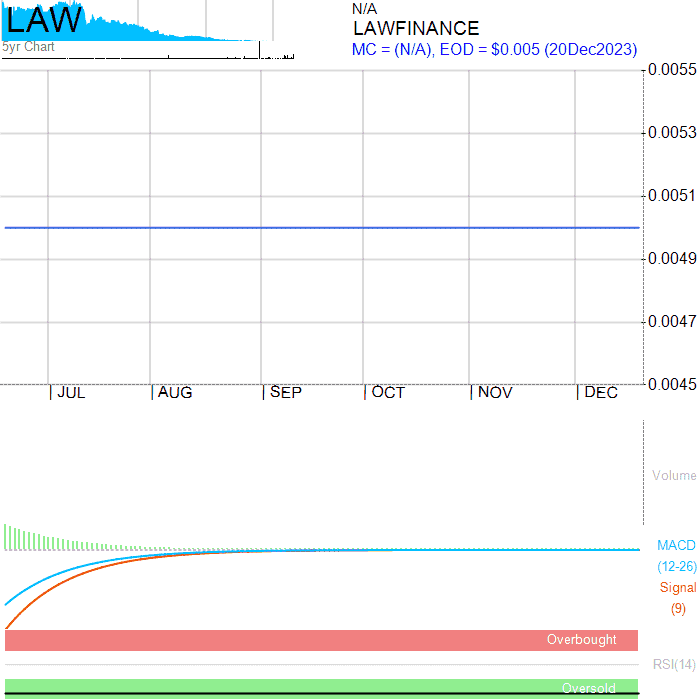 LAW
5yr Chart
N/A
LAWFINANCE
MC = (N/A), EOD = $0.005 (20Dec2023)
0.0055
0.0053
0.0051
0.0049
0.0047
0.0045
JUL AUG SEP OCT NOV DEC
Volume
MACD
(12-26)
Signal
(9)
Overbought
RSI(14)
Oversold